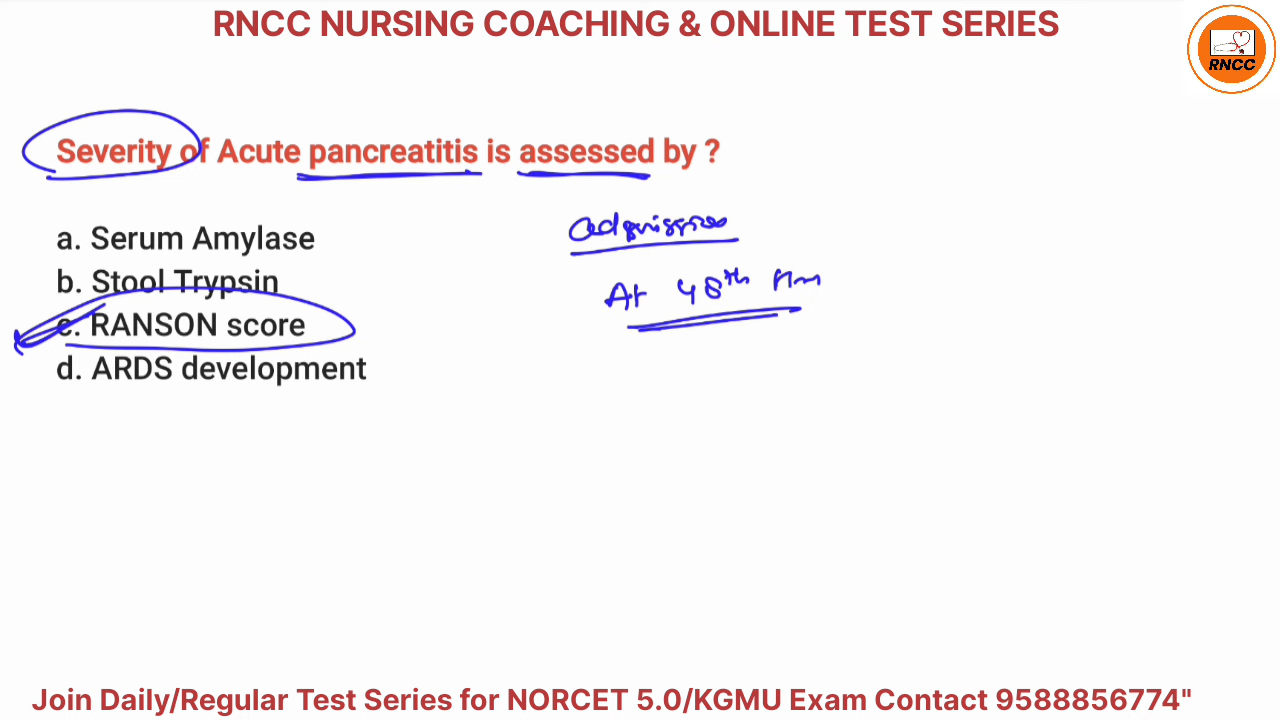 RNCC NURSING COACHING & ONLINE TEST SERIES
RNCC
Severity of Acute pancreatitis is assessed by ?
a. Serum Amylase
b. Stool Trypsin
c. RANSON score
d. ARDS development
At 48th
Join Daily/Regular Test Series for NORCET 5.0/KGMU Exam Contact 9588856774"